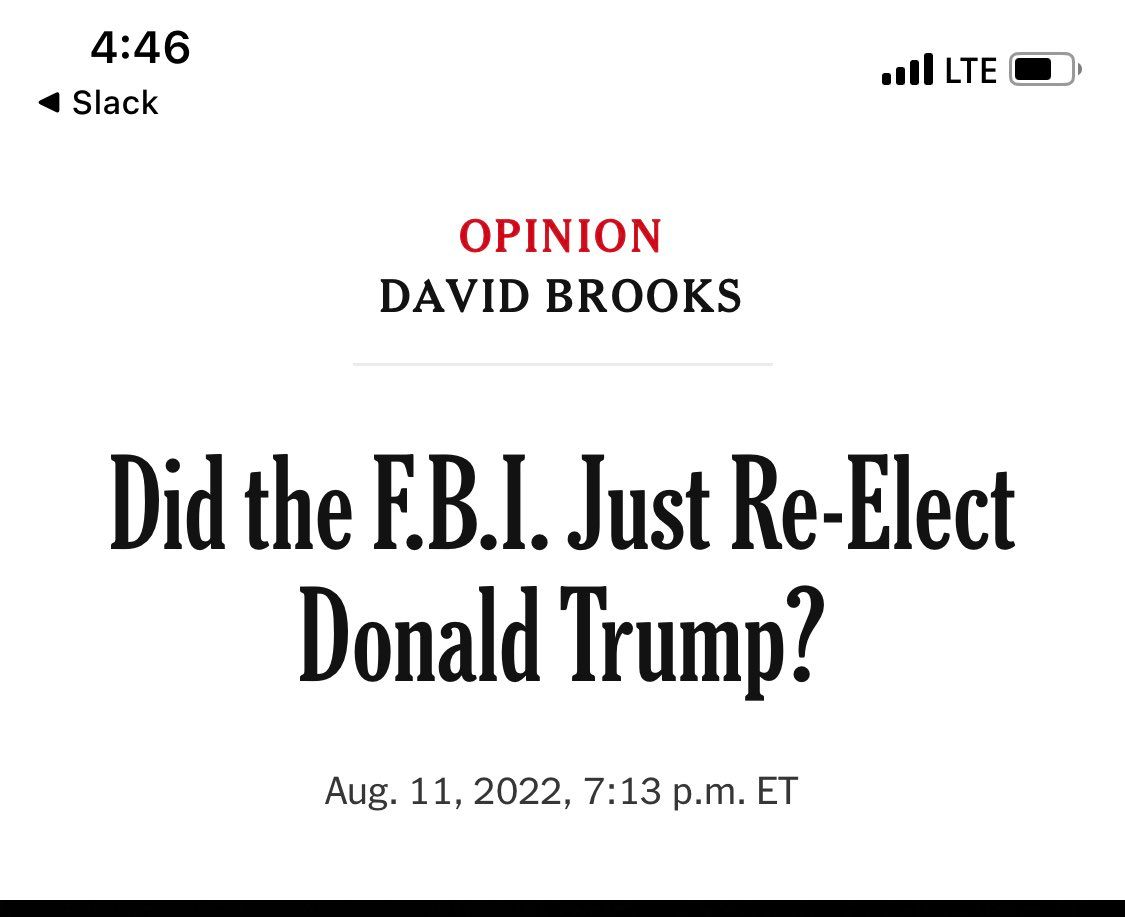 4:46
LTE
Slack
OPINION
DAVID BROOKS
Did the F.B.I. Just Re-Elect
Donald Trump?
Aug. 11, 2022, 7:13 p.m. ET